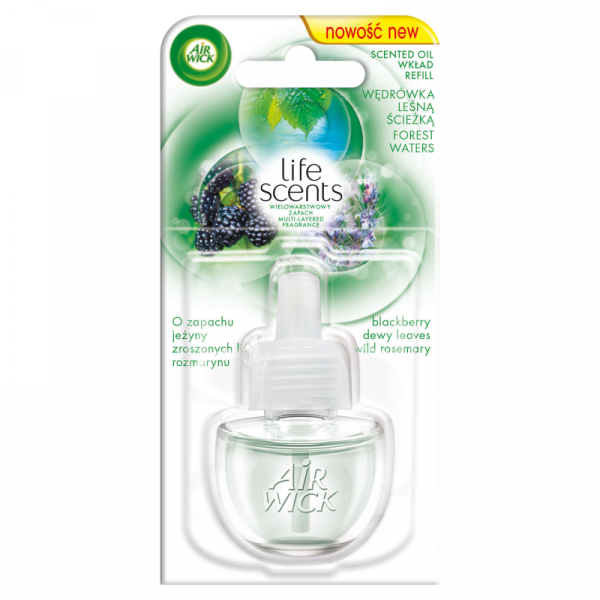 AIR
WICK
nowość new
SCENTED OIL
WKŁAD
REFILL
WĘDRÓWKA
LEŚNĄ
ŚCIEŻKĄ
FOREST
WATERS
life
scents
WIELOWARSTWOWY
ZAPACH
MULTI-LAYERED
FRAGRANCE
O zapachu
jeżyny
zroszonych li
rozmarynu
blackberry
dewy leaves
wild rosemary
AIR
WICK